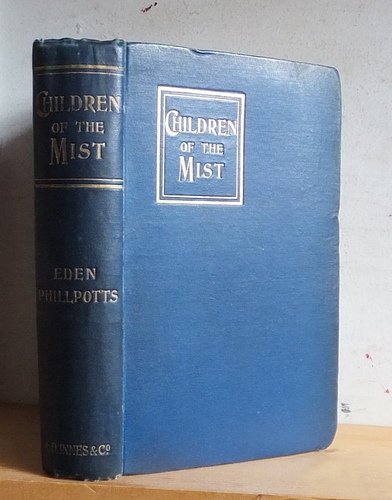 CHILDREN
OF THE
MIST
EDEN
PHILLPOTTS
INNES & Cº
CHILDREN
OF THE
MIST